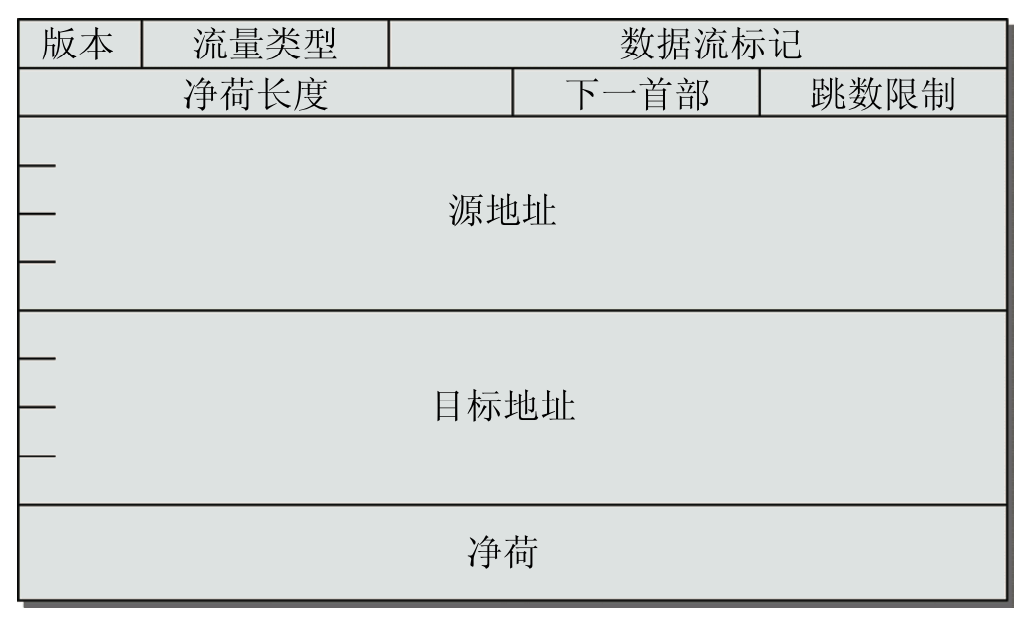 版本 流量类型 数据流标记
净荷长度 下一首部 跳数限制
源地址
目标地址
净荷